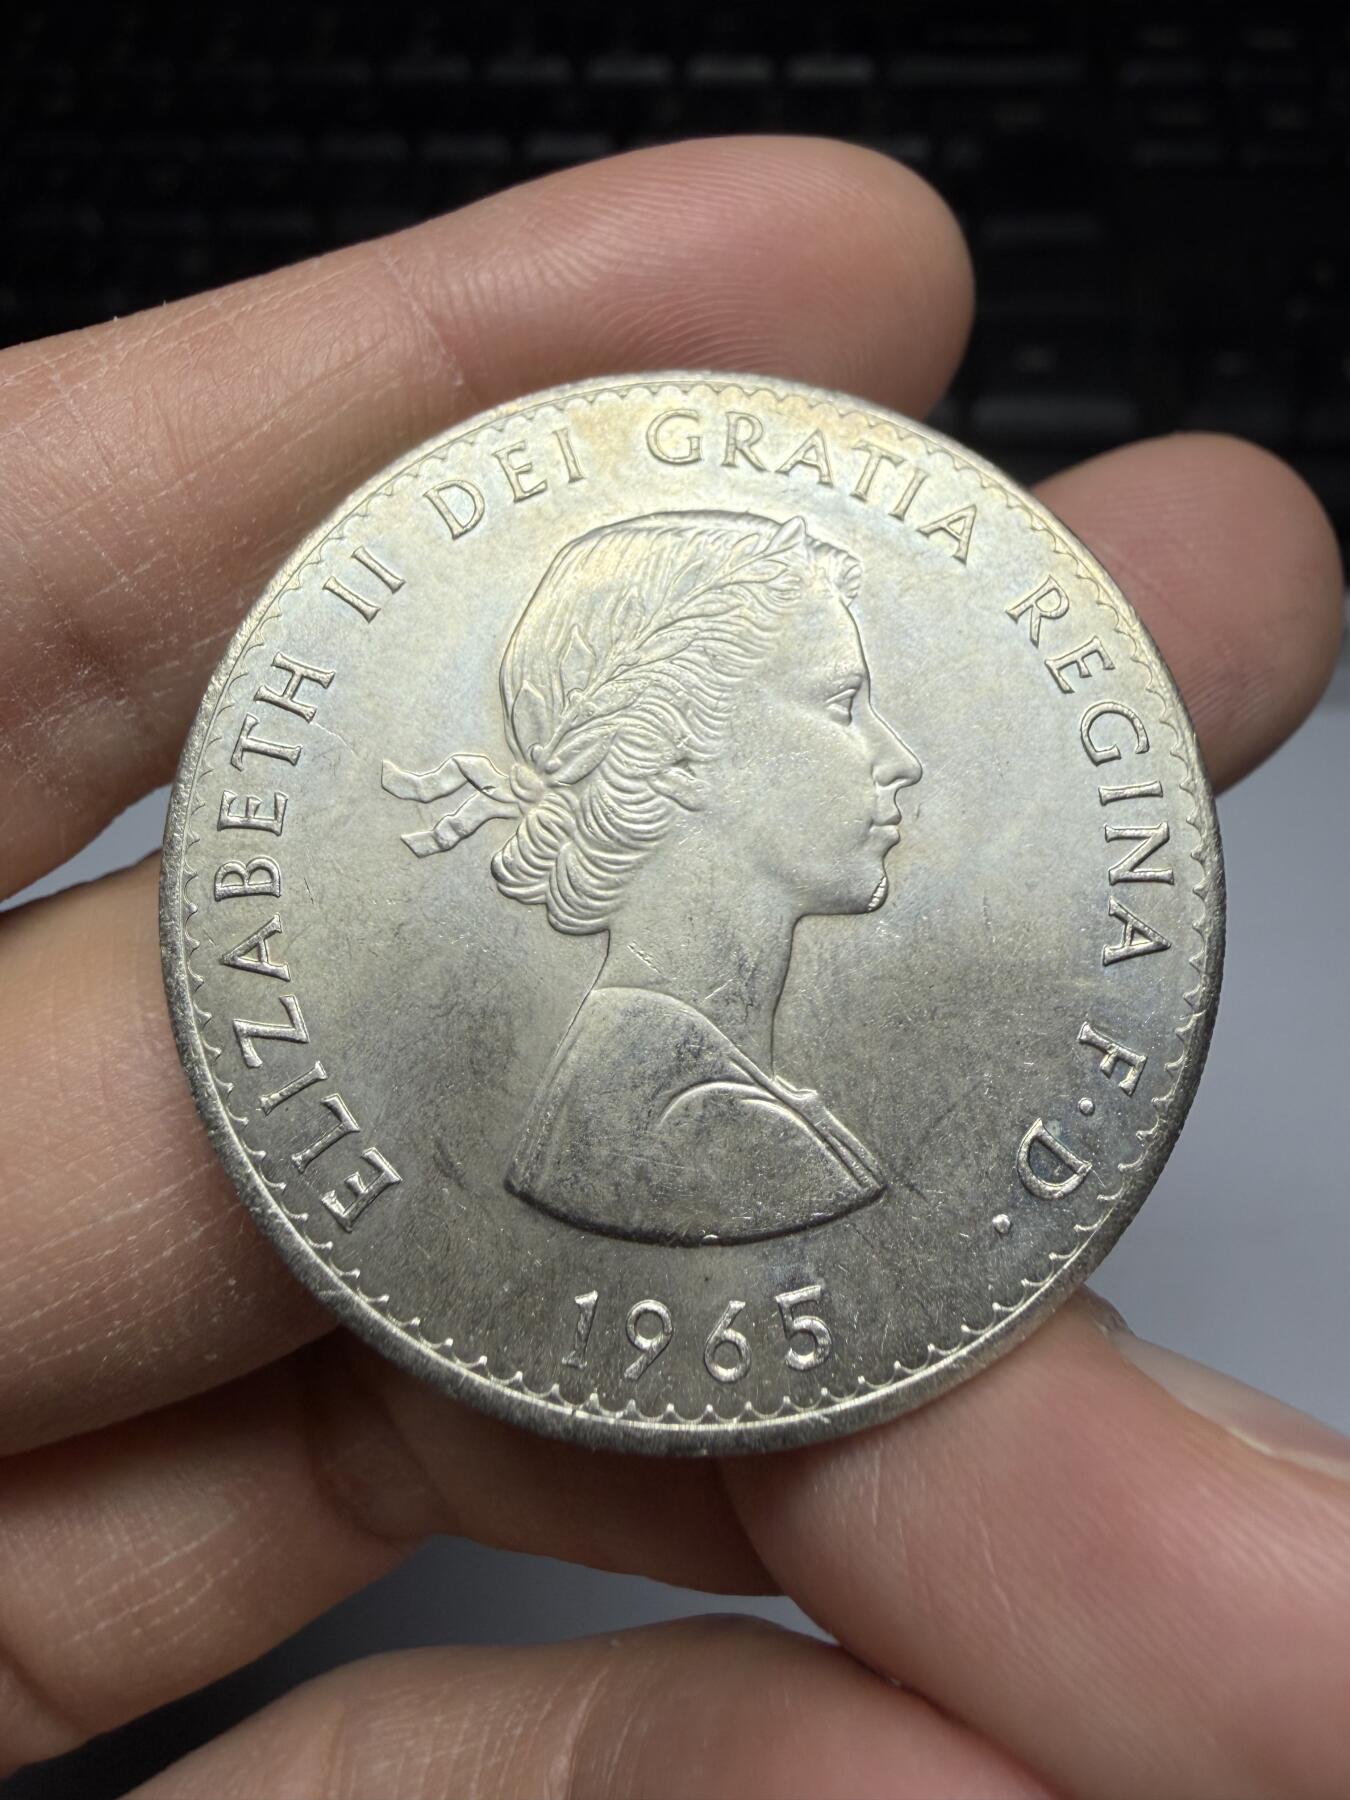 ELIZABETH II DEI GRATIA REGINA F·D·
1965